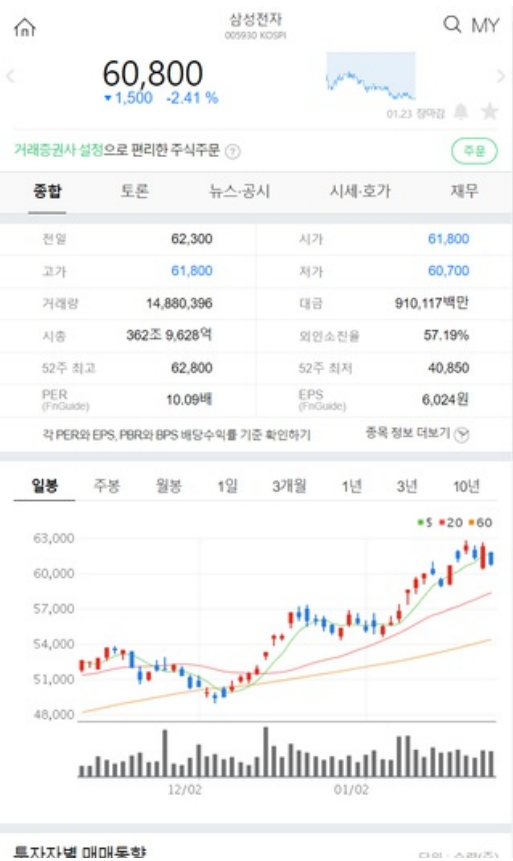 삼성전자
005930 KOSPI
MY
60,800
▼1,500 -2.41 %
01.23 장마감
거래증권사 설정으로 편리한 주식주문 ?
주문
종합 토론 뉴스·공시 시세·호가 재무
전일 62,300 시가 61,800
고가 61,800 저가 60,700
거래량 14,880,396 대금 910,117백만
시총 362조 9,628억 외인소진율 57.19%
52주 최고 62,800 52주 최저 40,850
PER 10.09배 EPS 6,024원
(FnGuide) (FnGuide)
각 PER와 EPS, PBR와 BPS 배당수익률 기준 확인하기 종목 정보 더보기
일봉 주봉 월봉 1일 3개월 1년 3년 10년
5 20 60
63,000
60,000
57,000
54,000
51,000
48,000
12/02 01/02
투자자별 매매동향 단위 : 수량(주)